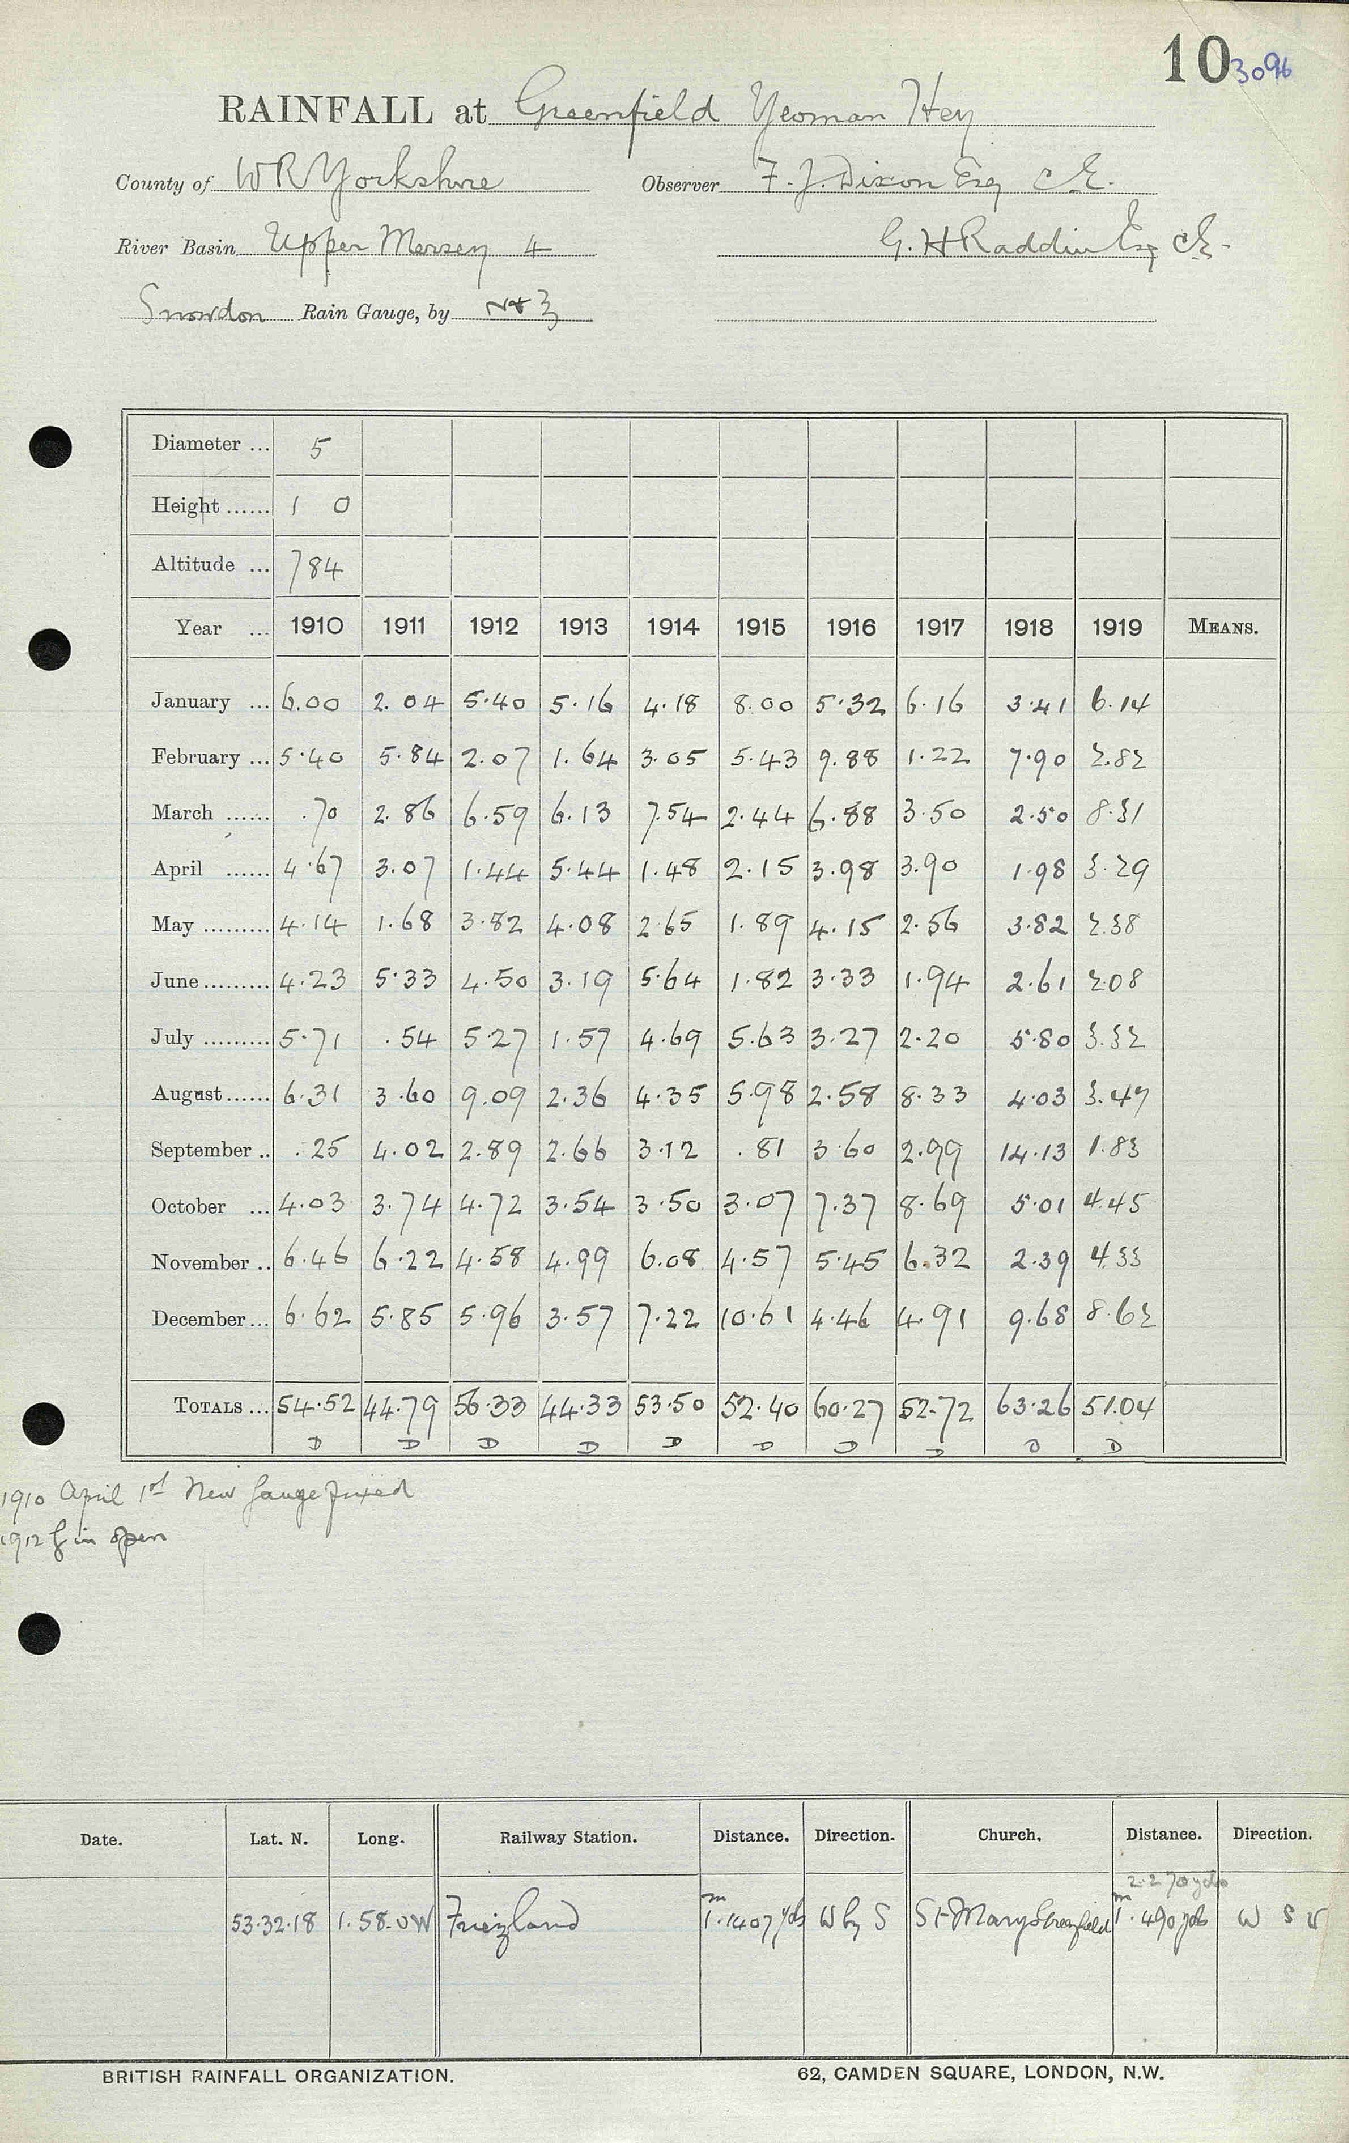 10 3096
RAINFALL at Greenfield Yeoman Hey
County of W R Yorkshire Observer F. J. Dixon Esq C E.
River Basin Upper Mersey 4 G. H Raddin Esq C E.
Snowdon Rain Gauge, by N & Z
Diameter ... 5
Height ...... 1 0
Altitude ... 784
Year ... 1910 1911 1912 1913 1914 1915 1916 1917 1918 1919 MEANS.
January ... 6.00 2.04 5.40 5.16 4.18 8.00 5.32 6.16 3.41 6.14
February ... 5.40 5.84 2.07 1.64 3.05 5.43 9.88 1.22 7.90 2.82
March ...... .70 2.86 6.59 6.13 7.54 2.44 6.88 3.50 2.50 8.31
April ...... 4.67 3.07 1.44 5.44 1.48 2.15 3.98 3.90 1.98 3.29
May ......... 4.14 1.68 3.82 4.08 2.65 1.89 4.15 2.56 3.82 2.38
June ......... 4.23 5.33 4.50 3.19 5.64 1.82 3.33 1.94 2.61 2.08
July ......... 5.71 .54 5.27 1.57 4.69 5.63 3.27 2.20 5.80 3.32
August ...... 6.31 3.60 9.09 2.36 4.35 5.98 2.58 8.33 4.03 3.47
September .. .25 4.02 2.89 2.66 3.12 .81 3.60 2.99 14.13 1.83
October ... 4.03 3.74 4.72 3.54 3.50 3.07 7.37 8.69 5.01 4.45
November .. 6.46 6.22 4.58 4.99 6.08 4.57 5.45 6.32 2.39 4.33
December ... 6.62 5.85 5.96 3.57 7.22 10.61 4.46 4.91 9.68 8.62
TOTALS ... 54.52 44.79 56.33 44.33 53.50 52.40 60.27 52.72 63.26 51.04
D D D D D D D D D D
1910 April 1st New Gauge fixed
1912 G in open
Date. Lat. N. Long. Railway Station. Distance. Direction. Church. Distance. Direction.
2.270 yds
53.32.18 1.58.0W Friezland 1m.1407 yds W by S St Mary Greenfield 1m.490 yds W S W
BRITISH RAINFALL ORGANIZATION. 62, CAMDEN SQUARE, LONDON, N.W.